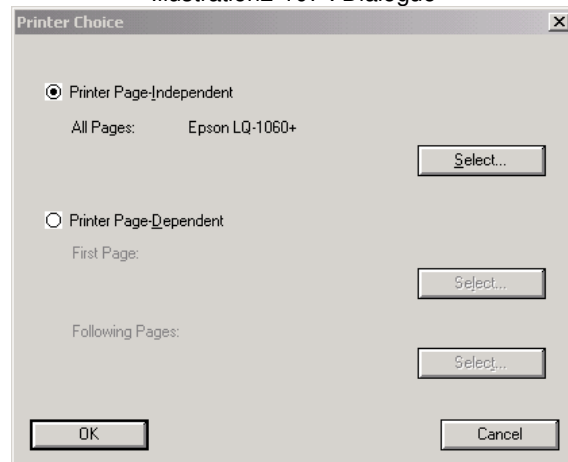 Printer Choice
Printer Page-Independent
All Pages: Epson LQ-1060+
Select...
Printer Page-Dependent
First Page:
Select...
Following Pages:
Select...
OK Cancel